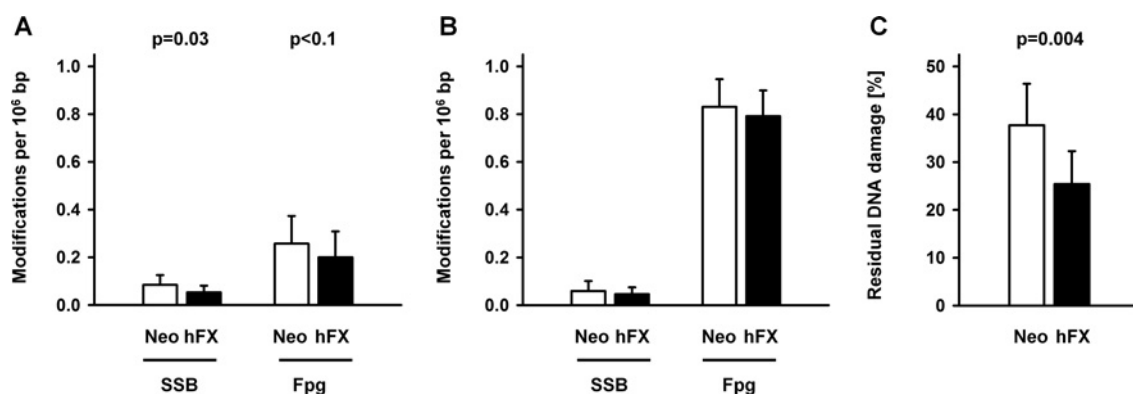 A
p=0.03 p<0.1
Modifications per 10⁶ bp
1.0
0.8
0.6
0.4
0.2
0.0
Neo hFX Neo hFX
SSB Fpg
B
Modifications per 10⁶ bp
1.0
0.8
0.6
0.4
0.2
0.0
Neo hFX Neo hFX
SSB Fpg
C
p=0.004
Residual DNA damage [%]
50
40
30
20
10
0
Neo hFX